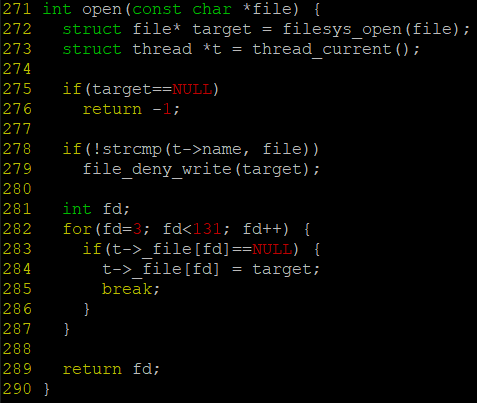 271 int open(const char *file) {
272   struct file* target = filesys_open(file);
273   struct thread *t = thread_current();
274
275   if(target==NULL)
276     return -1;
277
278   if(!strcmp(t->name, file))
279     file_deny_write(target);
280
281   int fd;
282   for(fd=3; fd<131; fd++) {
283     if(t->_file[fd]==NULL) {
284       t->_file[fd] = target;
285       break;
286     }
287   }
288
289   return fd;
290 }